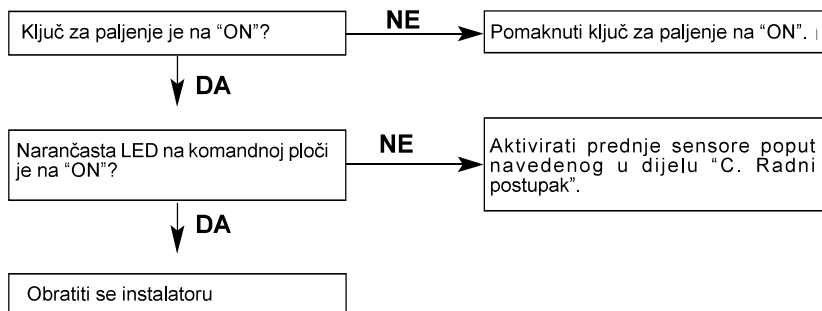 Ključ za paljenje je na “ON”?
NE
Pomaknuti ključ za paljenje na “ON”.
DA
Narančasta LED na komandnoj ploči
je na “ON”?
NE
Aktivirati prednje sensore poput
navedenog u dijelu “C. Radni
postupak”.
DA
Obratiti se instalatoru